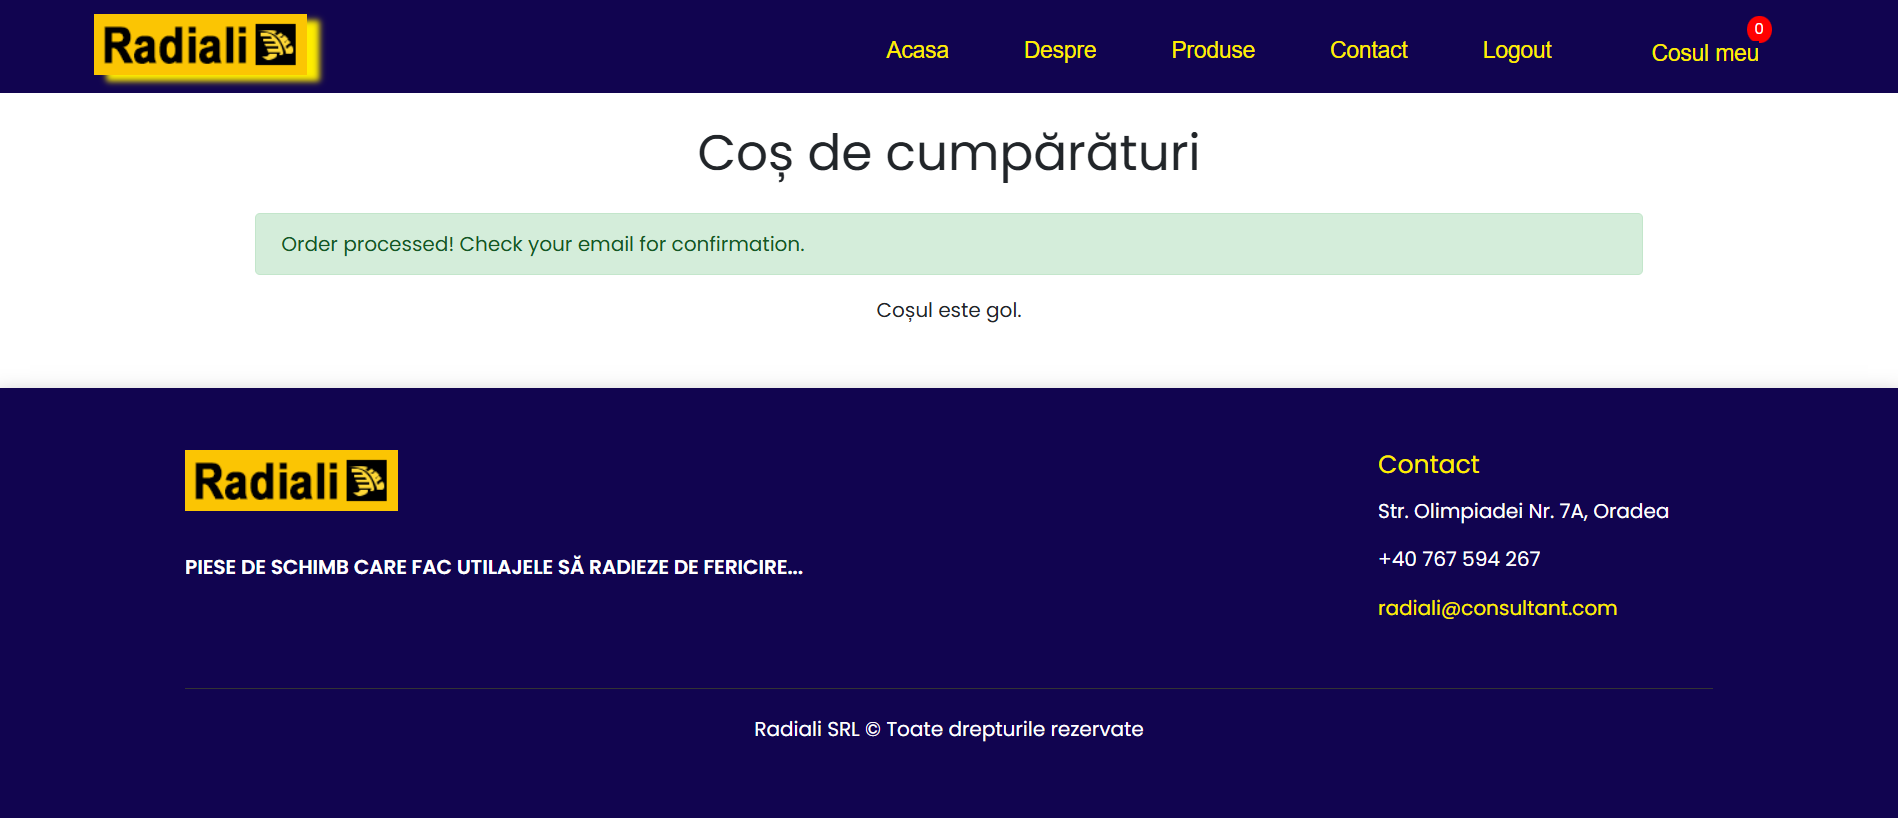 Radiali
Acasa
Despre
Produse
Contact
Logout
Cosul meu
0
Coș de cumpărături
Order processed! Check your email for confirmation.
Coșul este gol.
Radiali
PIESE DE SCHIMB CARE FAC UTILAJELE SĂ RADIEZE DE FERICIRE...
Contact
Str. Olimpiadei Nr. 7A, Oradea
+40 767 594 267
radiali@consultant.com
Radiali SRL © Toate drepturile rezervate